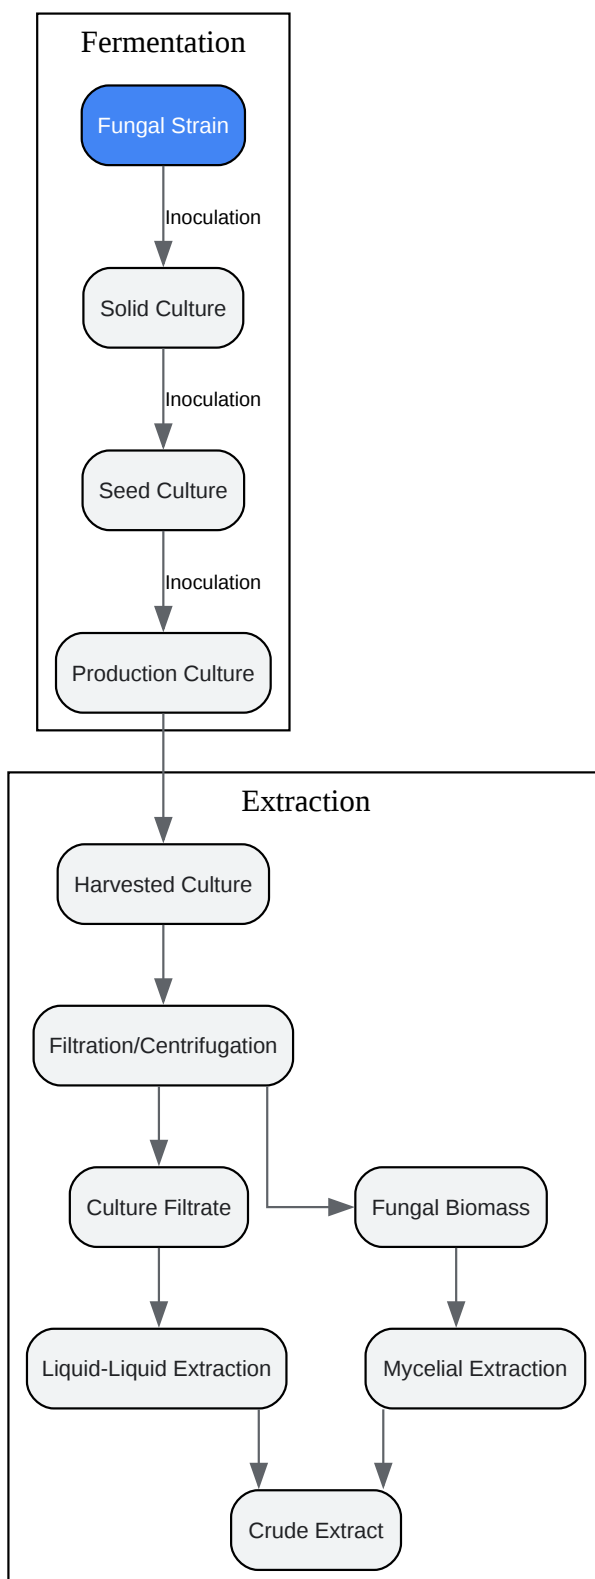 Fermentation
Fungal Strain
Inoculation
Solid Culture
Inoculation
Seed Culture
Inoculation
Production Culture
Extraction
Harvested Culture
Filtration/Centrifugation
Culture Filtrate
Fungal Biomass
Liquid-Liquid Extraction
Mycelial Extraction
Crude Extract